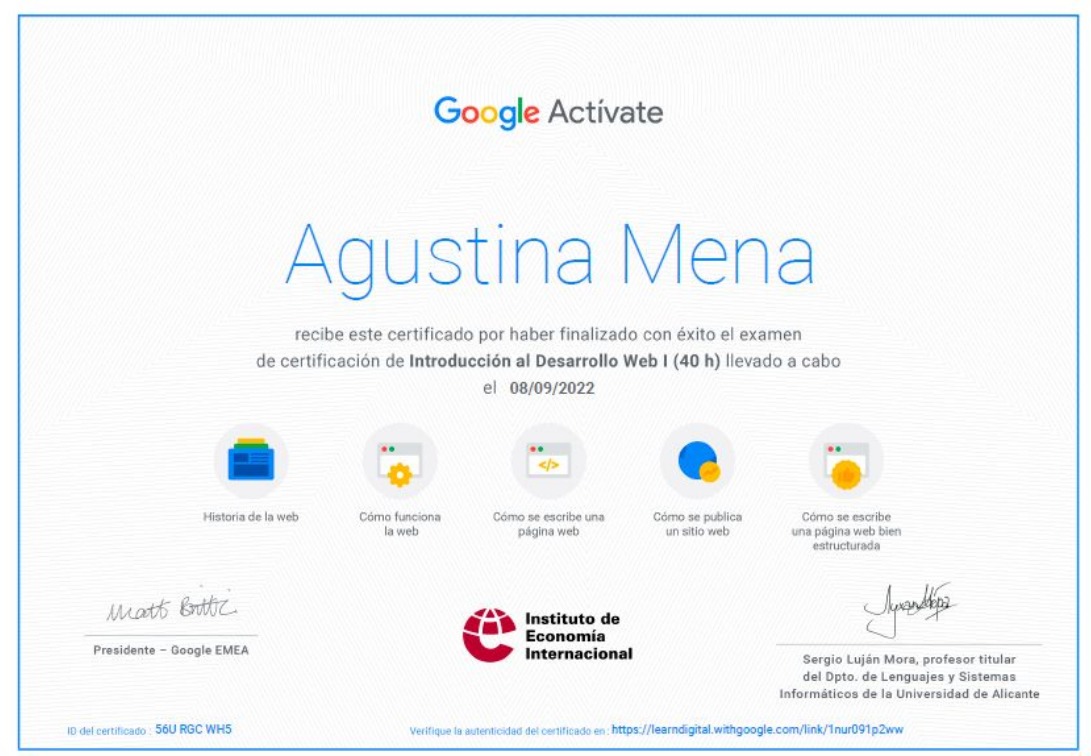 Google Actívate
Agustina Mena
recibe este certificado por haber finalizado con éxito el examen
de certificación de Introducción al Desarrollo Web I (40 h) llevado a cabo
el 08/09/2022
Historia de la web
Cómo funciona
la web
Cómo se escribe una
página web
Cómo se publica
un sitio web
Cómo se escribe
una página web bien
estructurada
Matt Brittin
Presidente – Google EMEA
Instituto de
Economía
Internacional
Sergio Luján Mora, profesor titular
del Dpto. de Lenguajes y Sistemas
Informáticos de la Universidad de Alicante
ID del certificado : 56U RGC WH5
Verifique la autenticidad del certificado en : https://learndigital.withgoogle.com/link/1nur091p2ww